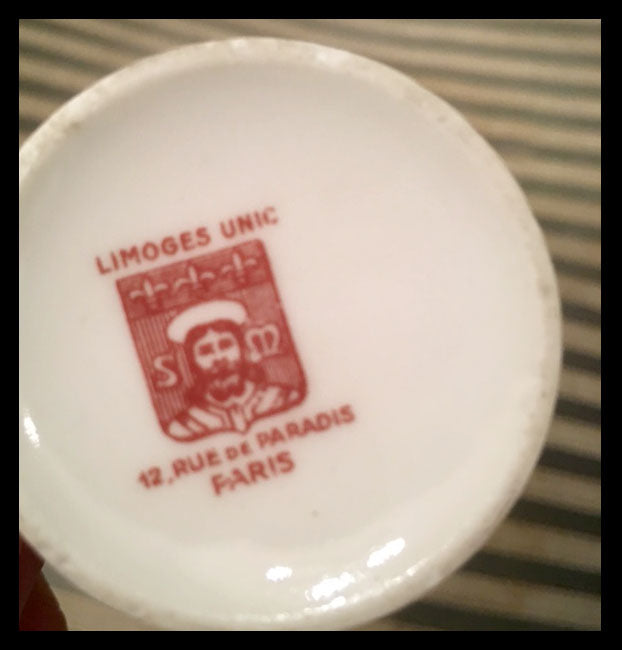 LIMOGES UNIC
S M
12, RUE DE PARADIS
PARIS